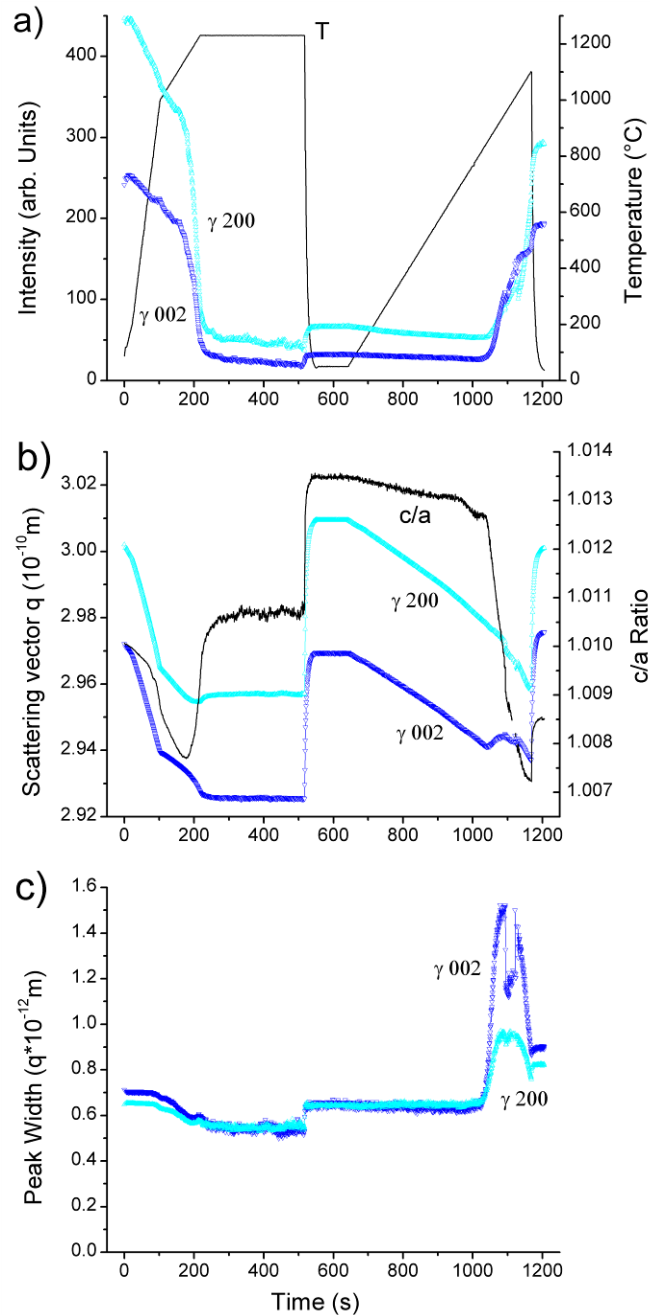 a)
T
400
300
200
100
0
Intensity (arb. Units)
1200
1000
800
600
400
200
0
Temperature (°C)
γ 200
γ 002
0 200 400 600 800 1000 1200
b)
3.02
3.00
2.98
2.96
2.94
2.92
Scattering vector q (10⁻¹⁰m)
1.014
1.013
1.012
1.011
1.010
1.009
1.008
1.007
c/a Ratio
c/a
γ 200
γ 002
0 200 400 600 800 1000 1200
c)
1.6
1.4
1.2
1.0
0.8
0.6
0.4
0.2
0.0
Peak Width (q*10⁻¹²m)
γ 002
γ 200
0 200 400 600 800 1000 1200
Time (s)